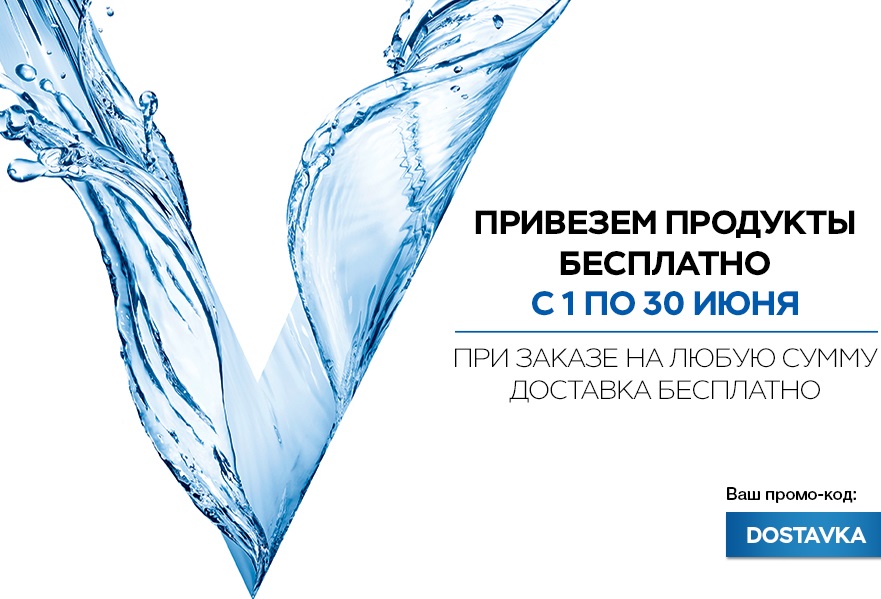 ПРИВЕЗЕМ ПРОДУКТЫ
БЕСПЛАТНО
С 1 ПО 30 ИЮНЯ
ПРИ ЗАКАЗЕ НА ЛЮБУЮ СУММУ
ДОСТАВКА БЕСПЛАТНО
Ваш промо-код:
DOSTAVKA